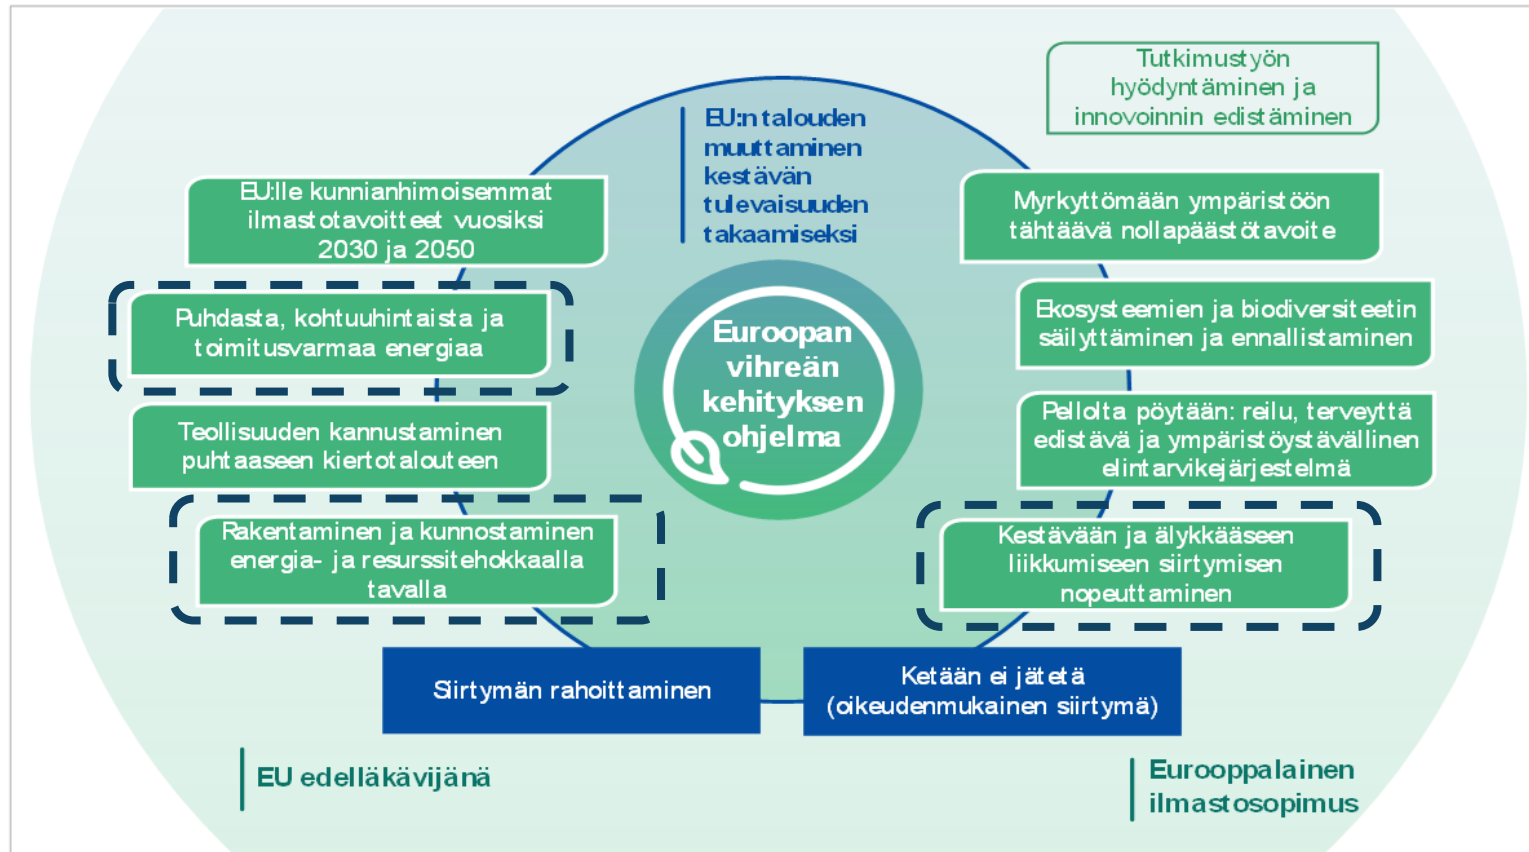 Tutkimustyön
hyödyntäminen ja
innovoinnin edistäminen
EU:n talouden
muuttaminen
kestävän
tulevaisuuden
takaamiseksi
EU:lle kunnianhimoisemmat
ilmastotavoitteet vuosiksi
2030 ja 2050
Puhdasta, kohtuuhintaista ja
toimitusvarmaa energiaa
Teollisuuden kannustaminen
puhtaaseen kiertotalouteen
Rakentaminen ja kunnostaminen
energia- ja resurssitehokkaalla
tavalla
Euroopan
vihreän
kehityksen
ohjelma
Myrkyttömään ympäristöön
tähtäävä nollapäästötavoite
Ekosysteemien ja biodiversiteetin
säilyttäminen ja ennallistaminen
Pellolta pöytään: reilu, terveyttä
edistävä ja ympäristöystävällinen
elintarvikejärjestelmä
Kestävään ja älykkääseen
liikkumiseen siirtymisen
nopeuttaminen
Siirtymän rahoittaminen
Ketään ei jätetä
(oikeudenmukainen siirtymä)
EU edelläkävijänä
Eurooppalainen
ilmastosopimus